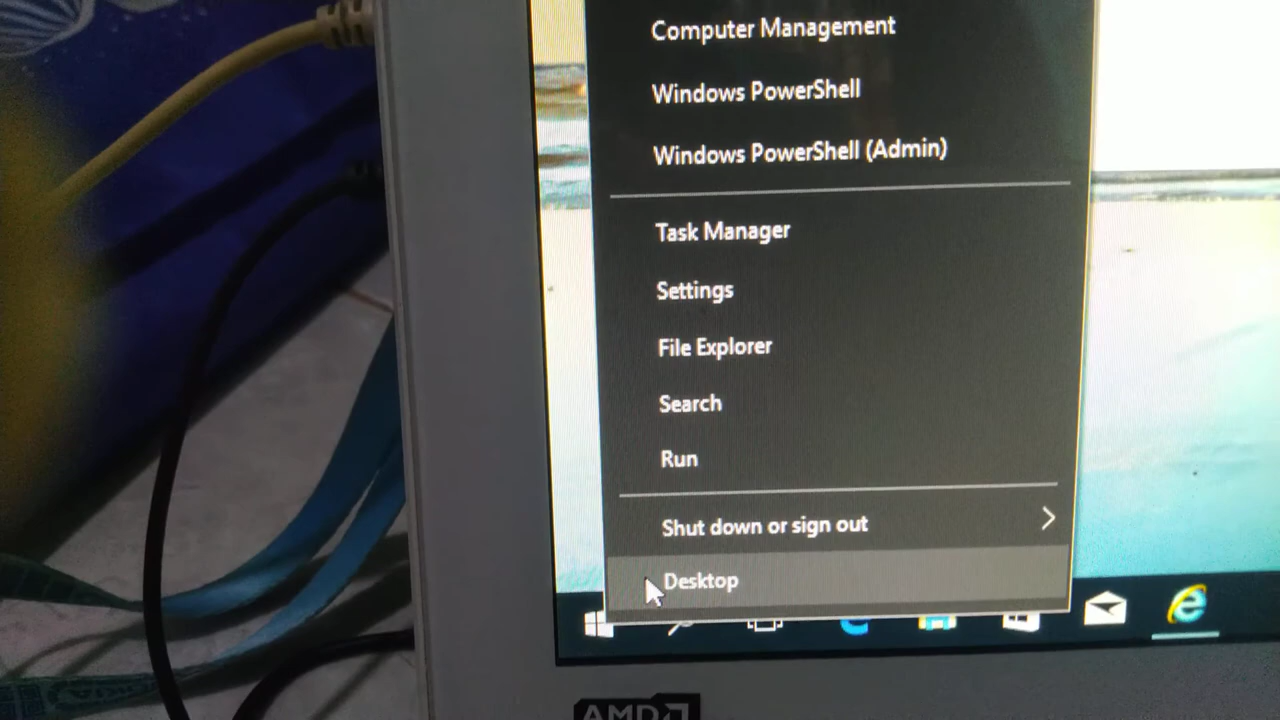 Computer Management
Windows PowerShell
Windows PowerShell (Admin)
Task Manager
Settings
File Explorer
Search
Run
Shut down or sign out
Desktop
AMD